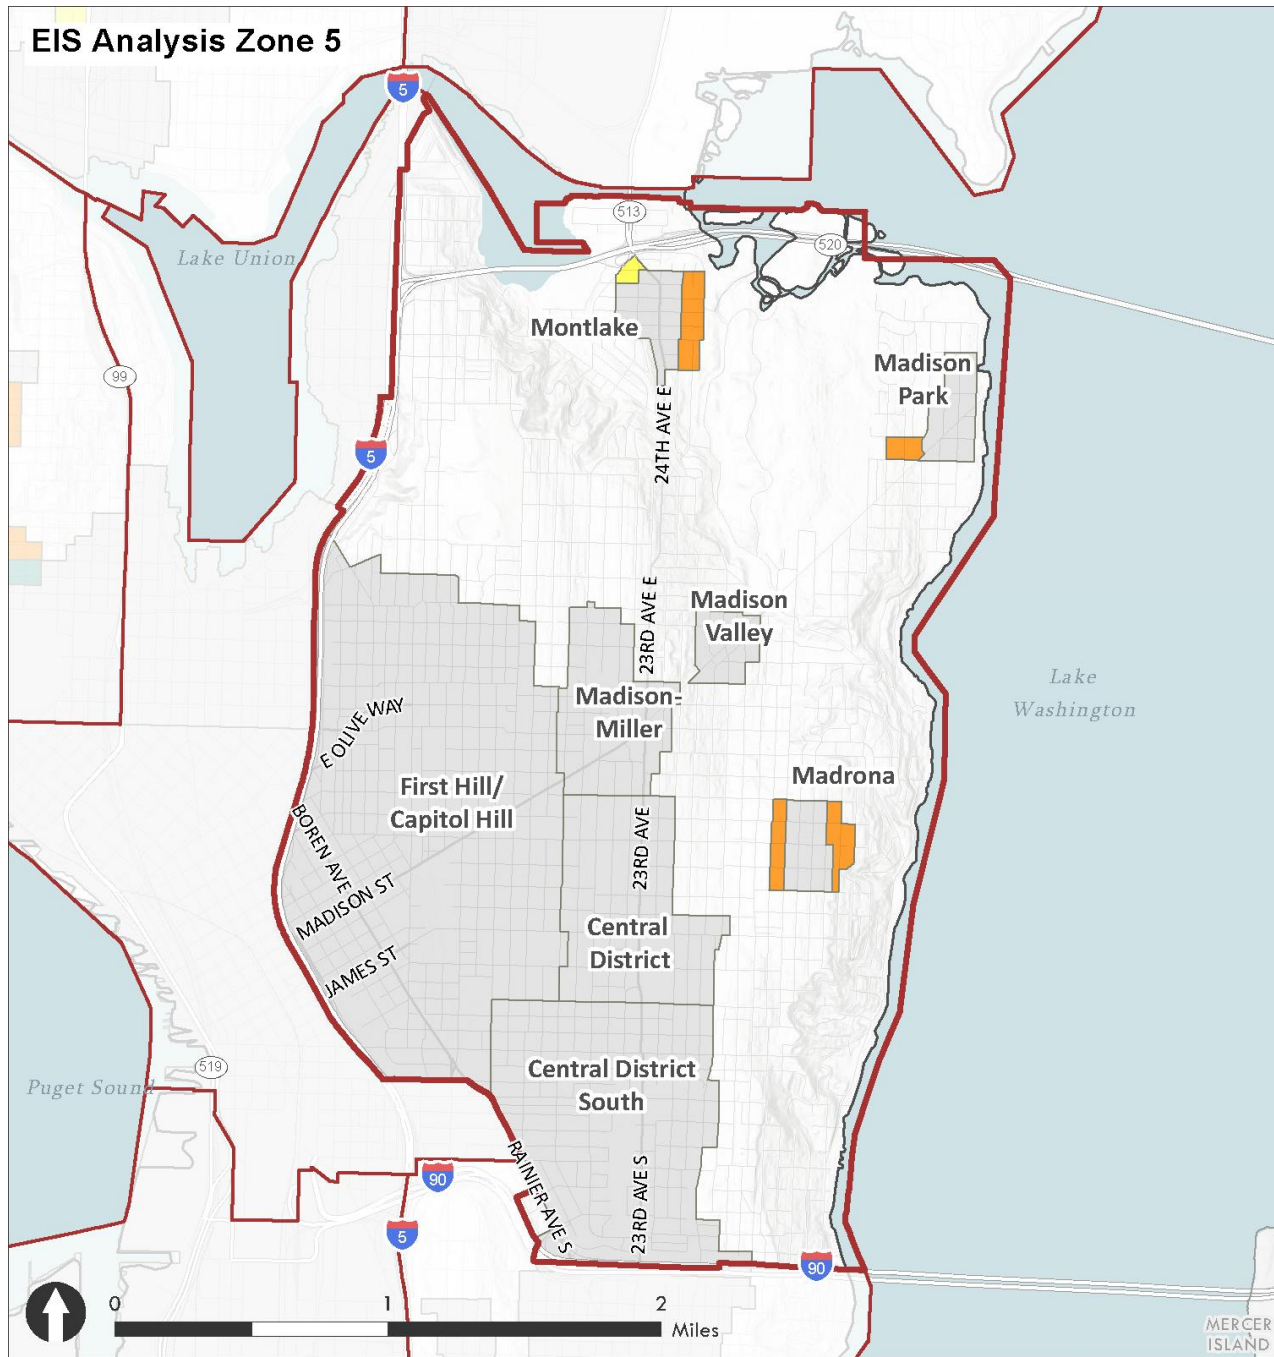 EIS Analysis Zone 5
5
513
520
Lake Union
Montlake
99
Madison
Park
24TH AVE E
5
23RD AVE E
Madison
Valley
Lake
Washington
Madison-
Miller
E OLIVE WAY
Madrona
First Hill/
Capitol Hill
BOREN AVE
23RD AVE
MADISON ST
Central
District
JAMES ST
519
Puget Sound
Central District
South
RAINIER AVE S
23RD AVE S
90
5
90
0
1
2
Miles
MERCER
ISLAND